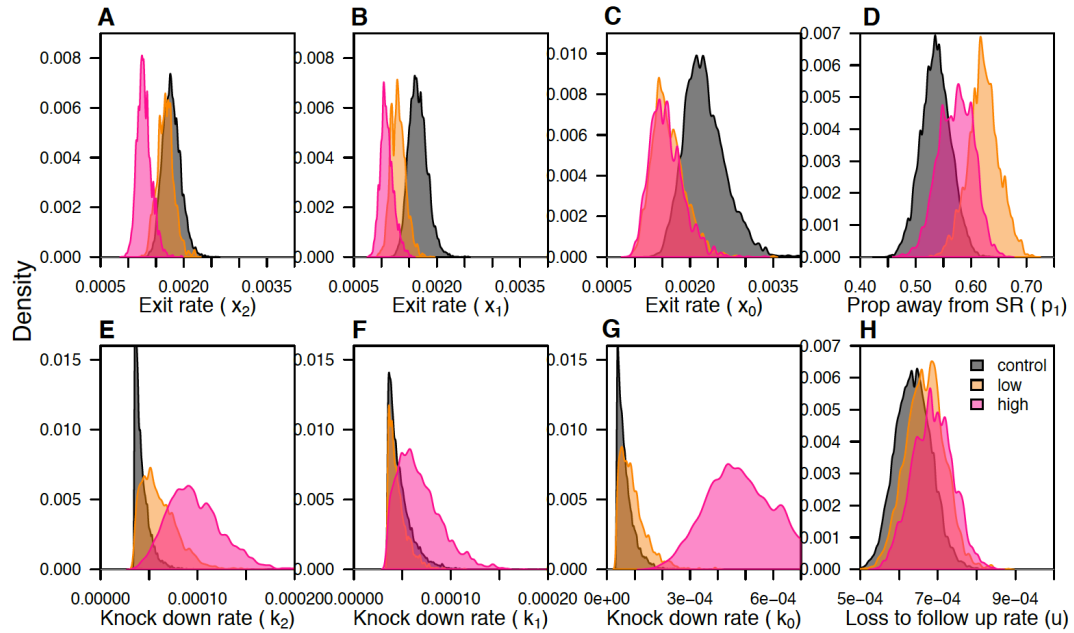 A B C D
0.008 0.008 0.010 0.007
0.006 0.006 0.008 0.006
0.004 0.004 0.006 0.005
0.002 0.002 0.004 0.004
0.000 0.000 0.002 0.003
0.000 0.002
0.001
0.000
0.0005 0.0020 0.0035 0.0005 0.0020 0.0035 0.0005 0.0020 0.0035 0.40 0.50 0.60 0.70
Exit rate ( x2) Exit rate ( x1) Exit rate ( x0) Prop away from SR ( p1)
Density
E F G H
0.015 0.015 0.015 0.007
0.010 0.010 0.010 0.006
0.005 0.005 0.005 0.005
0.000 0.000 0.000 0.004
0.003
0.002
0.001
0.000
control
low
high
0.00000 0.00010 0.00020 0.00000 0.00010 0.00020 0e+00 3e−04 6e−04 5e−04 7e−04 9e−04
Knock down rate ( k2) Knock down rate ( k1) Knock down rate ( k0) Loss to follow up rate (u)